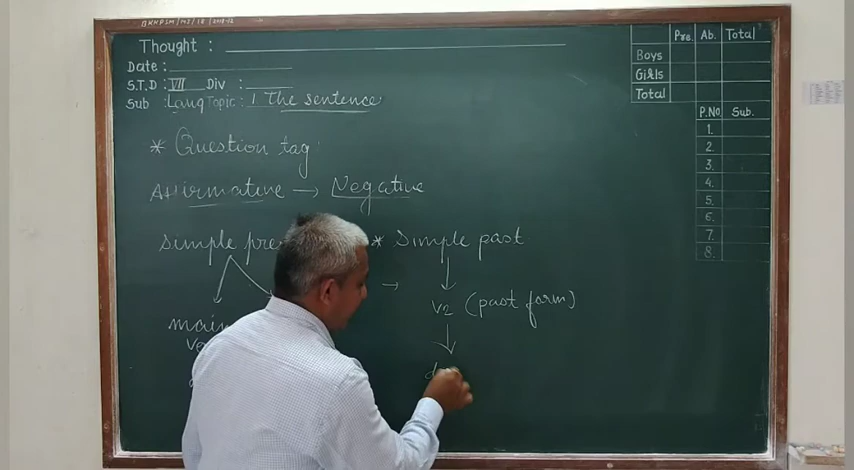 Thought :
Date :
S.T.D : VII Div :
Sub : Lang Topic : 1 The sentence
* Question tag
Affirmative → Negative
simple pre
* simple past
main
→
v2 (past form)
Pre. Ab. Total
Boys
Girls
Total
P.No. Sub.
1.
2.
3.
4.
5.
6.
7.
8.